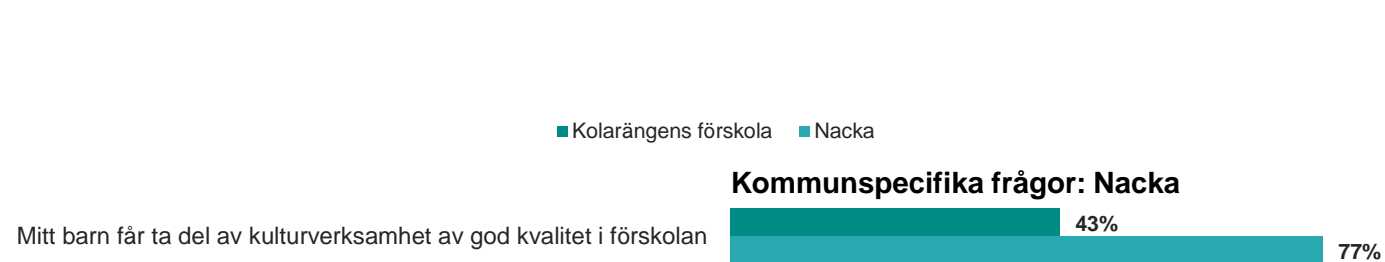 Kolarängens förskola Nacka
Kommunspecifika frågor: Nacka
Mitt barn får ta del av kulturverksamhet av god kvalitet i förskolan
43%
77%